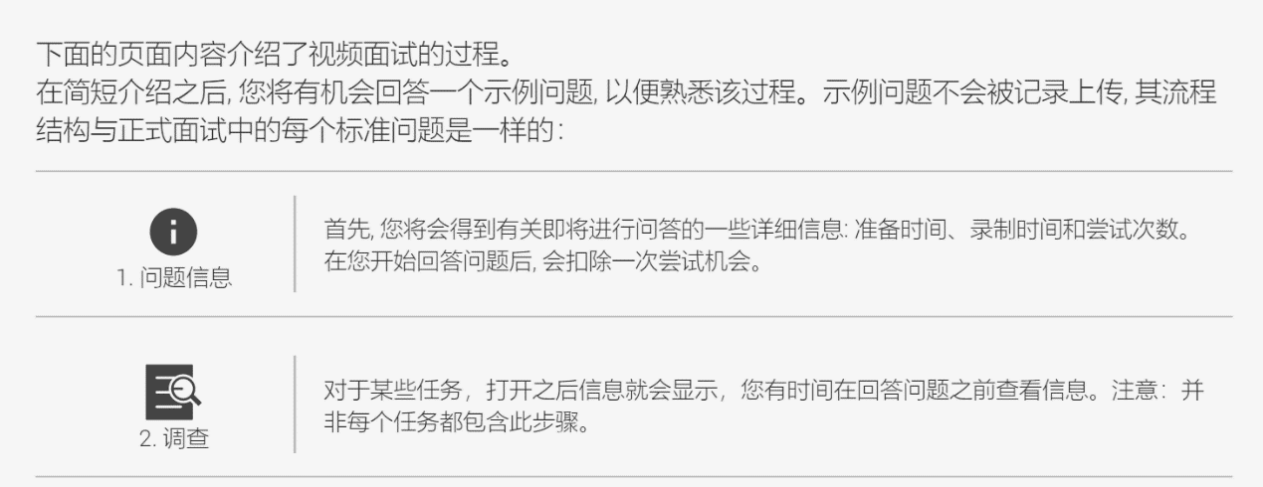 下面的页面内容介绍了视频面试的过程。
在简短介绍之后, 您将有机会回答一个示例问题, 以便熟悉该过程。示例问题不会被记录上传, 其流程
结构与正式面试中的每个标准问题是一样的：
首先, 您将会得到有关即将进行问答的一些详细信息: 准备时间、录制时间和尝试次数。
在您开始回答问题后, 会扣除一次尝试机会。
1. 问题信息
对于某些任务，打开之后信息就会显示，您有时间在回答问题之前查看信息。注意：并
非每个任务都包含此步骤。
2. 调查